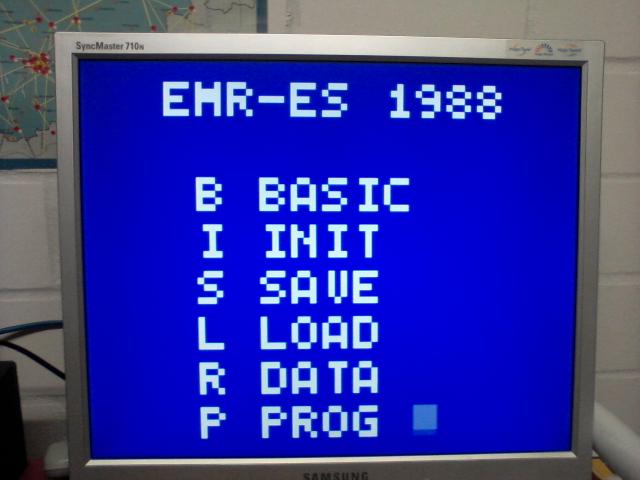 SyncMaster 710N
EMR-ES 1988
B BASIC
I INIT
S SAVE
L LOAD
R DATA
P PROG
SAMSUNG